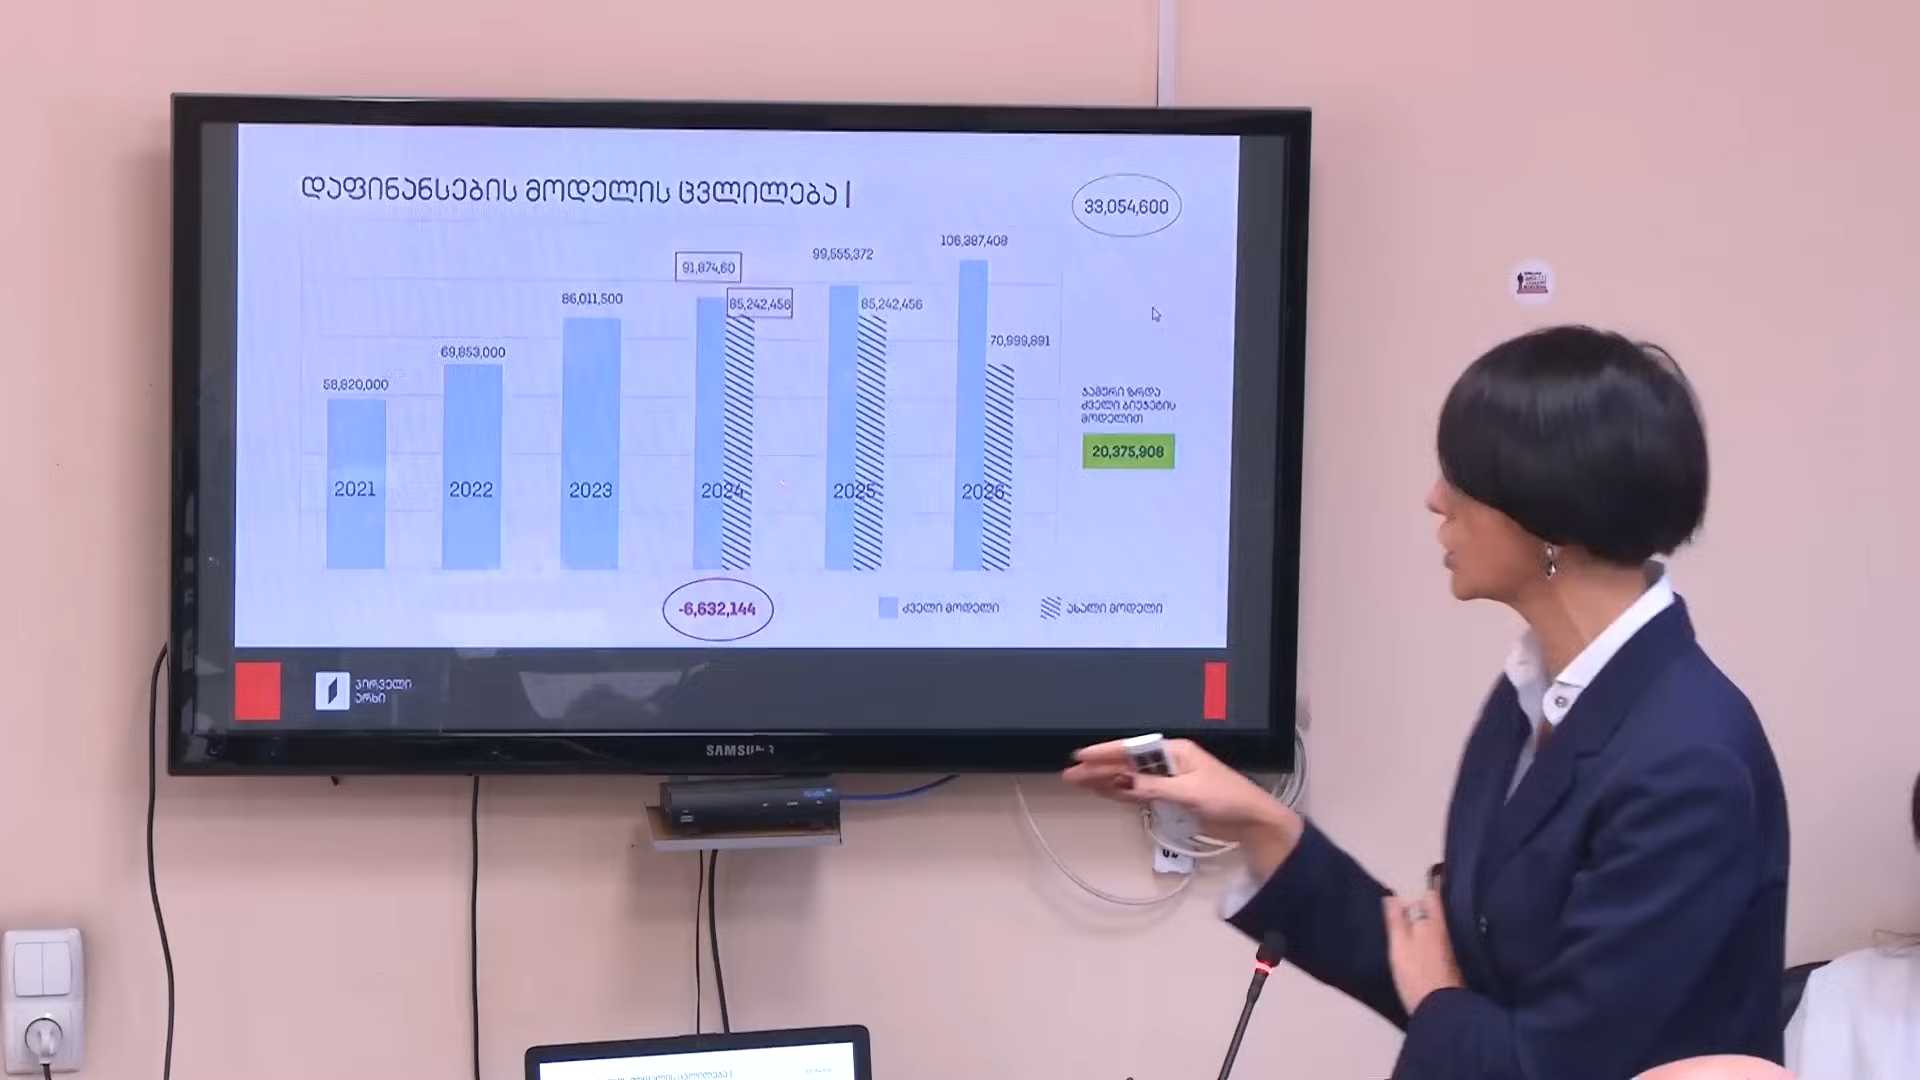 დაფინანსების მოდელის ცვლილება |
33,054,600
58,820,000
69,853,000
86,011,500
91,874,60
85,242,456
99,555,372
85,242,456
106,387,408
70,999,891
2021
2022
2023
2024
2025
2026
ჯამური ზრდა
ძველი ბიუჯეტის
მოდელით
20,375,908
-6,632,144
ძველი მოდელი
ახალი მოდელი
პირველი
არხი